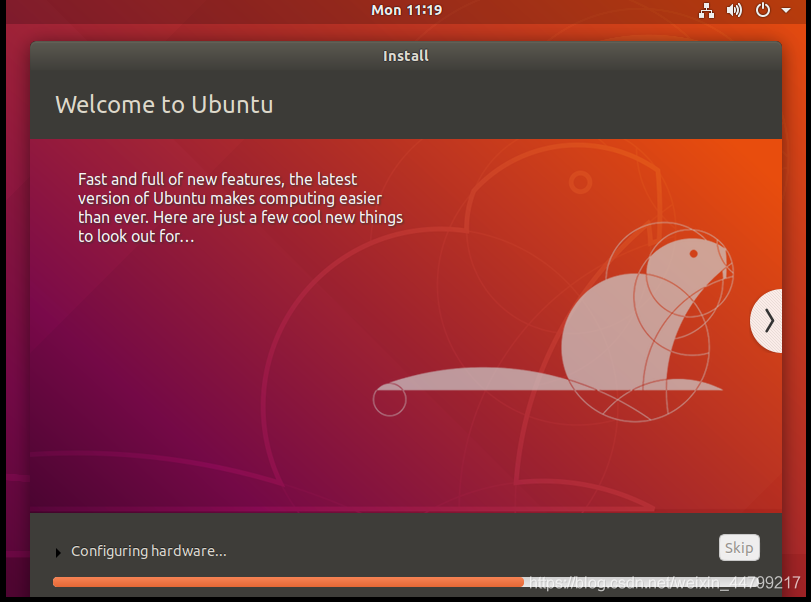 Mon 11:19
Install
Welcome to Ubuntu
Fast and full of new features, the latest
version of Ubuntu makes computing easier
than ever. Here are just a few cool new things
to look out for…
Skip
Configuring hardware...
https://blog.csdn.net/weixin_44799217